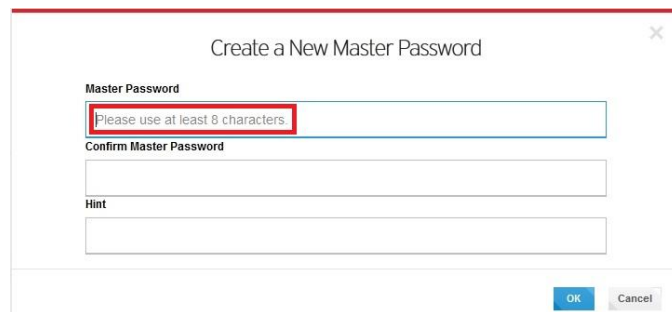 Create a New Master Password
Master Password
Please use at least 8 characters.
Confirm Master Password
Hint
OK Cancel